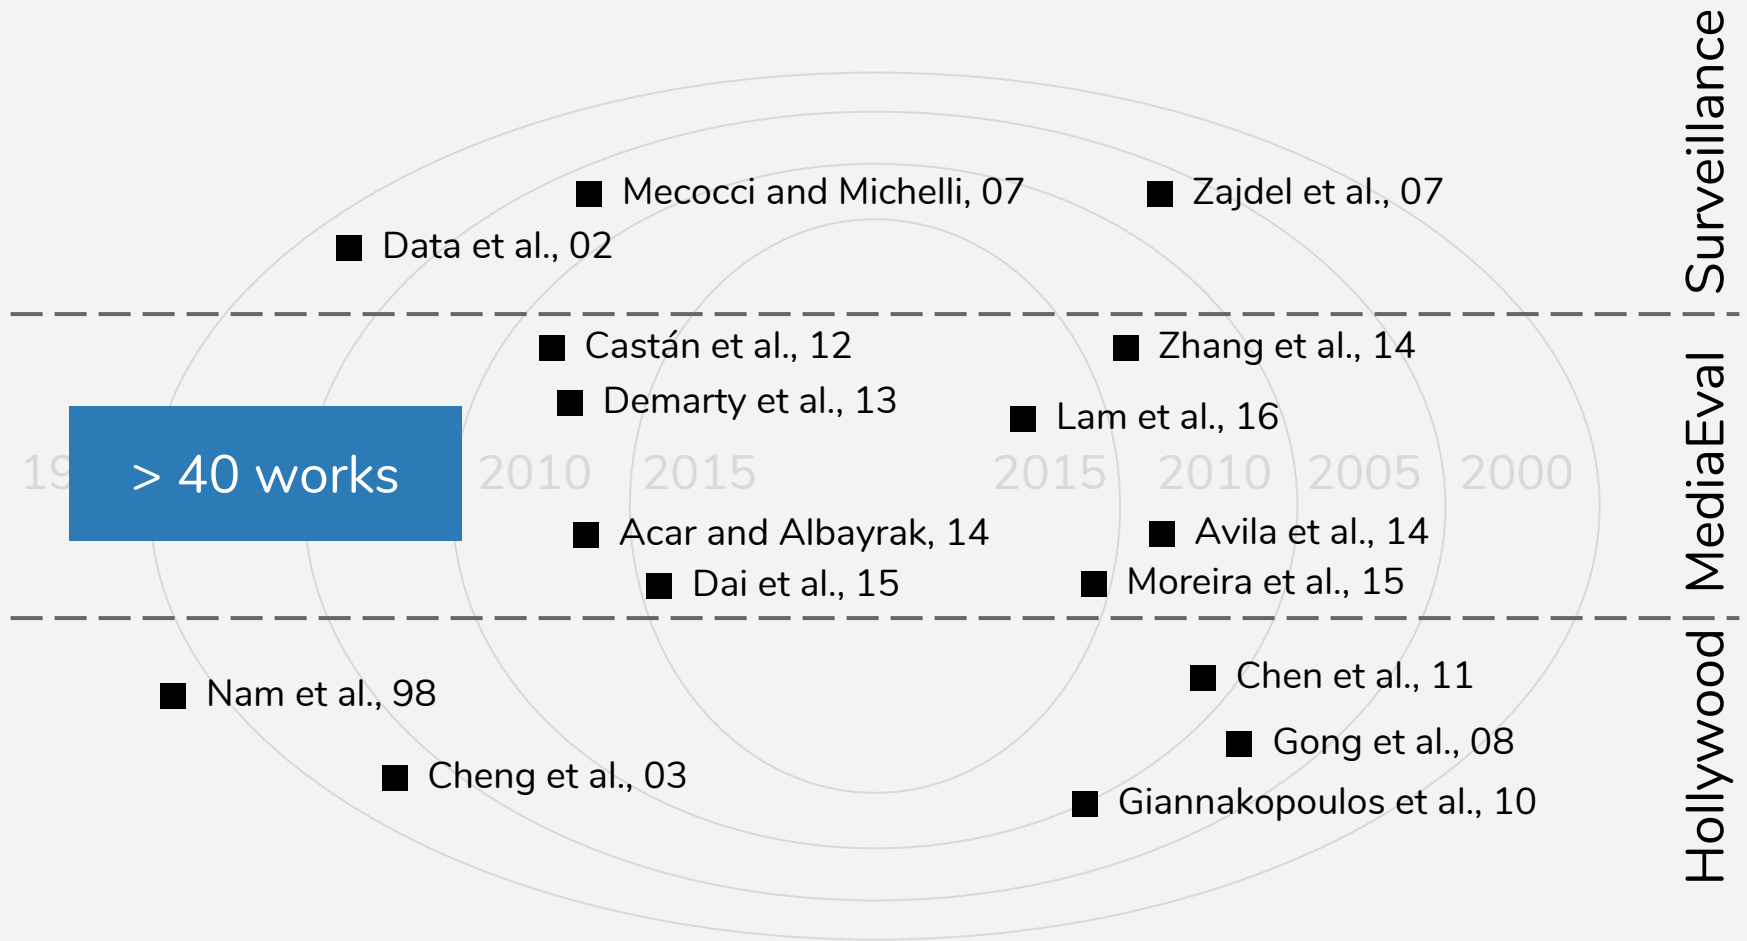 Surveillance
Mecocci and Michelli, 07
Zajdel et al., 07
Data et al., 02
Castán et al., 12
Zhang et al., 14
Demarty et al., 13
Lam et al., 16
MediaEval
> 40 works
2010
2015
2015
2010
2005
2000
Acar and Albayrak, 14
Avila et al., 14
Dai et al., 15
Moreira et al., 15
Hollywood
Nam et al., 98
Chen et al., 11
Gong et al., 08
Cheng et al., 03
Giannakopoulos et al., 10